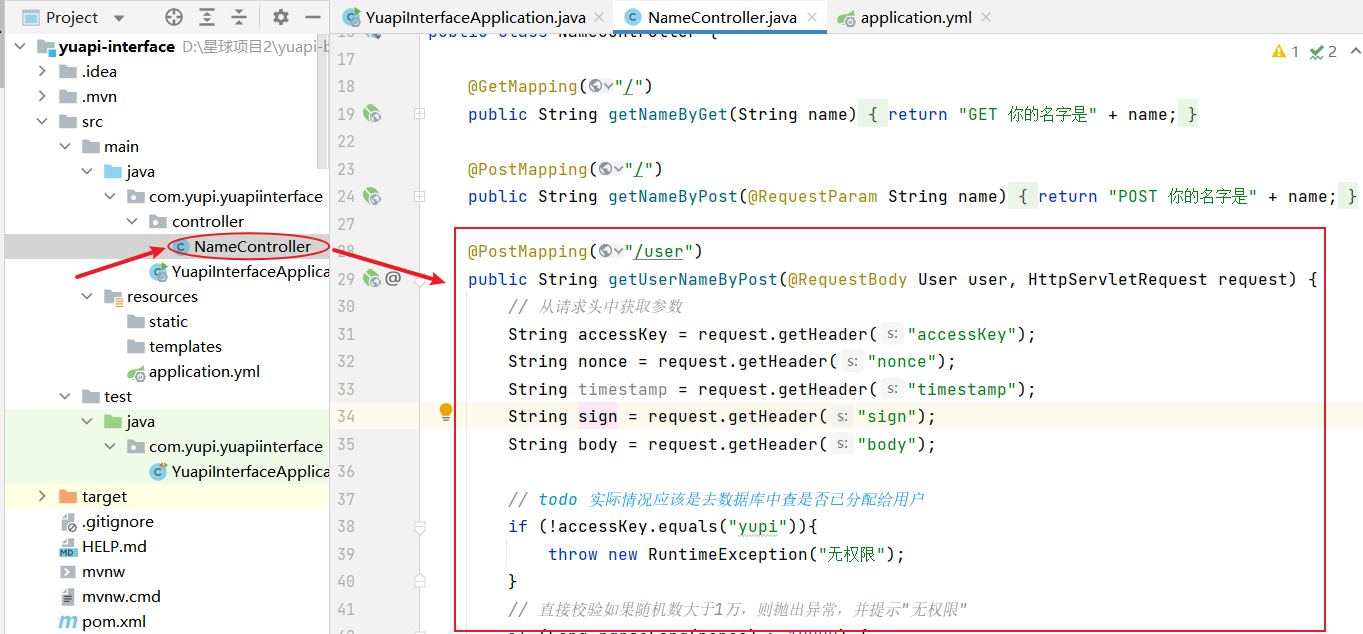 Project
yuapi-interface D:\星球项目2\yuapi-b
.idea
.mvn
src
main
java
com.yupi.yuapiinterface
controller
NameController
YuapiInterfaceApplica
resources
static
templates
application.yml
test
java
com.yupi.yuapiinterface
YuapiInterfaceApplica
target
.gitignore
HELP.md
mvnw
mvnw.cmd
pom.xml
YuapiInterfaceApplication.java NameController.java application.yml
1 2
17
18 @GetMapping("/")
19 public String getNameByGet(String name) { return "GET 你的名字是" + name; }
22
23 @PostMapping("/")
24 public String getNameByPost(@RequestParam String name) { return "POST 你的名字是" + name; }
27
28 @PostMapping("/user")
29 public String getUserNameByPost(@RequestBody User user, HttpServletRequest request) {
30 // 从请求头中获取参数
31 String accessKey = request.getHeader( s: "accessKey");
32 String nonce = request.getHeader( s: "nonce");
33 String timestamp = request.getHeader( s: "timestamp");
34 String sign = request.getHeader( s: "sign");
35 String body = request.getHeader( s: "body");
36
37 // todo 实际情况应该是去数据库中查是否已分配给用户
38 if (!accessKey.equals("yupi")){
39 throw new RuntimeException("无权限");
40 }
41 // 直接校验如果随机数大于1万，则抛出异常，并提示"无权限"